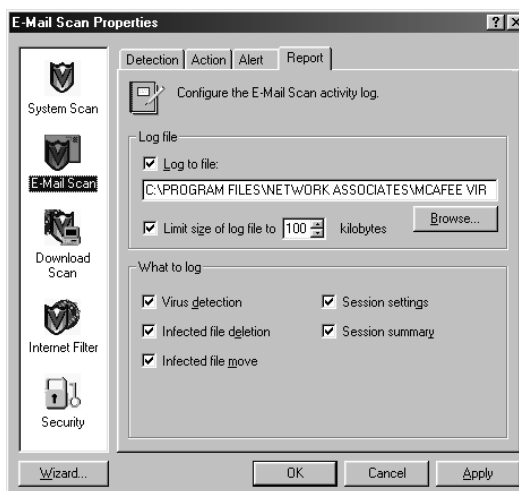 E-Mail Scan Properties
Detection Action Alert Report
System Scan
E-Mail Scan
Download
Scan
Internet Filter
Security
Configure the E-Mail Scan activity log.
Log file
Log to file:
C:\PROGRAM FILES\NETWORK ASSOCIATES\MCAFEE VIR
Limit size of log file to 100 kilobytes
Browse...
What to log
Virus detection
Session settings
Infected file deletion
Session summary
Infected file move
Wizard...
OK
Cancel
Apply